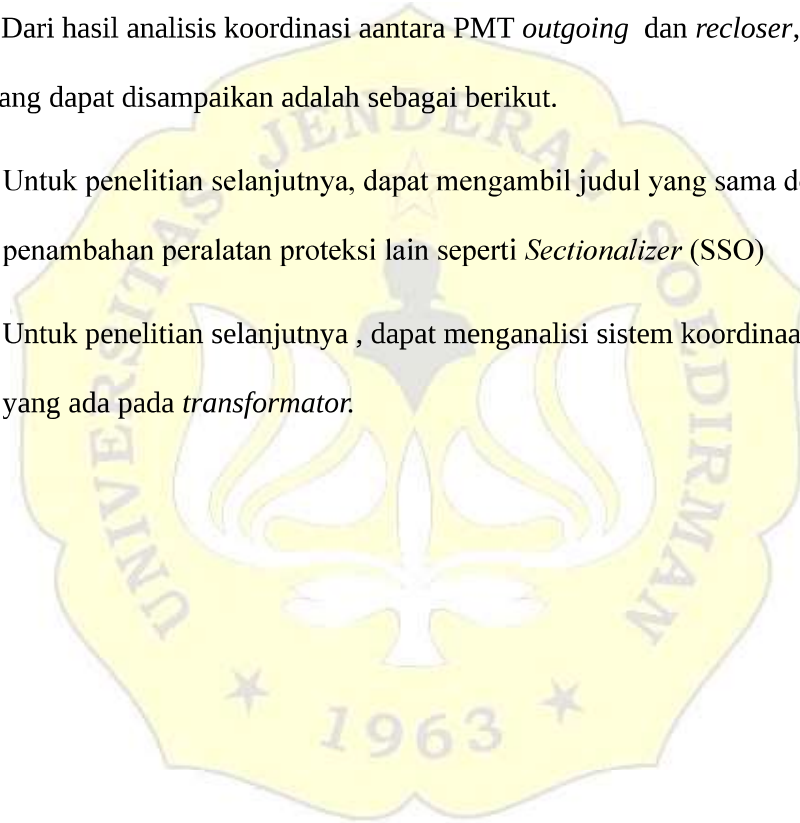 Dari hasil analisis koordinasi aantara PMT outgoing dan recloser,
ang dapat disampaikan adalah sebagai berikut.
Untuk penelitian selanjutnya, dapat mengambil judul yang sama d
penambahan peralatan proteksi lain seperti Sectionalizer (SSO)
Untuk penelitian selanjutnya , dapat menganalisi sistem koordinaa
yang ada pada transformator.
UNIVERSITAS JENDERAL SOEDIRMAN
1963